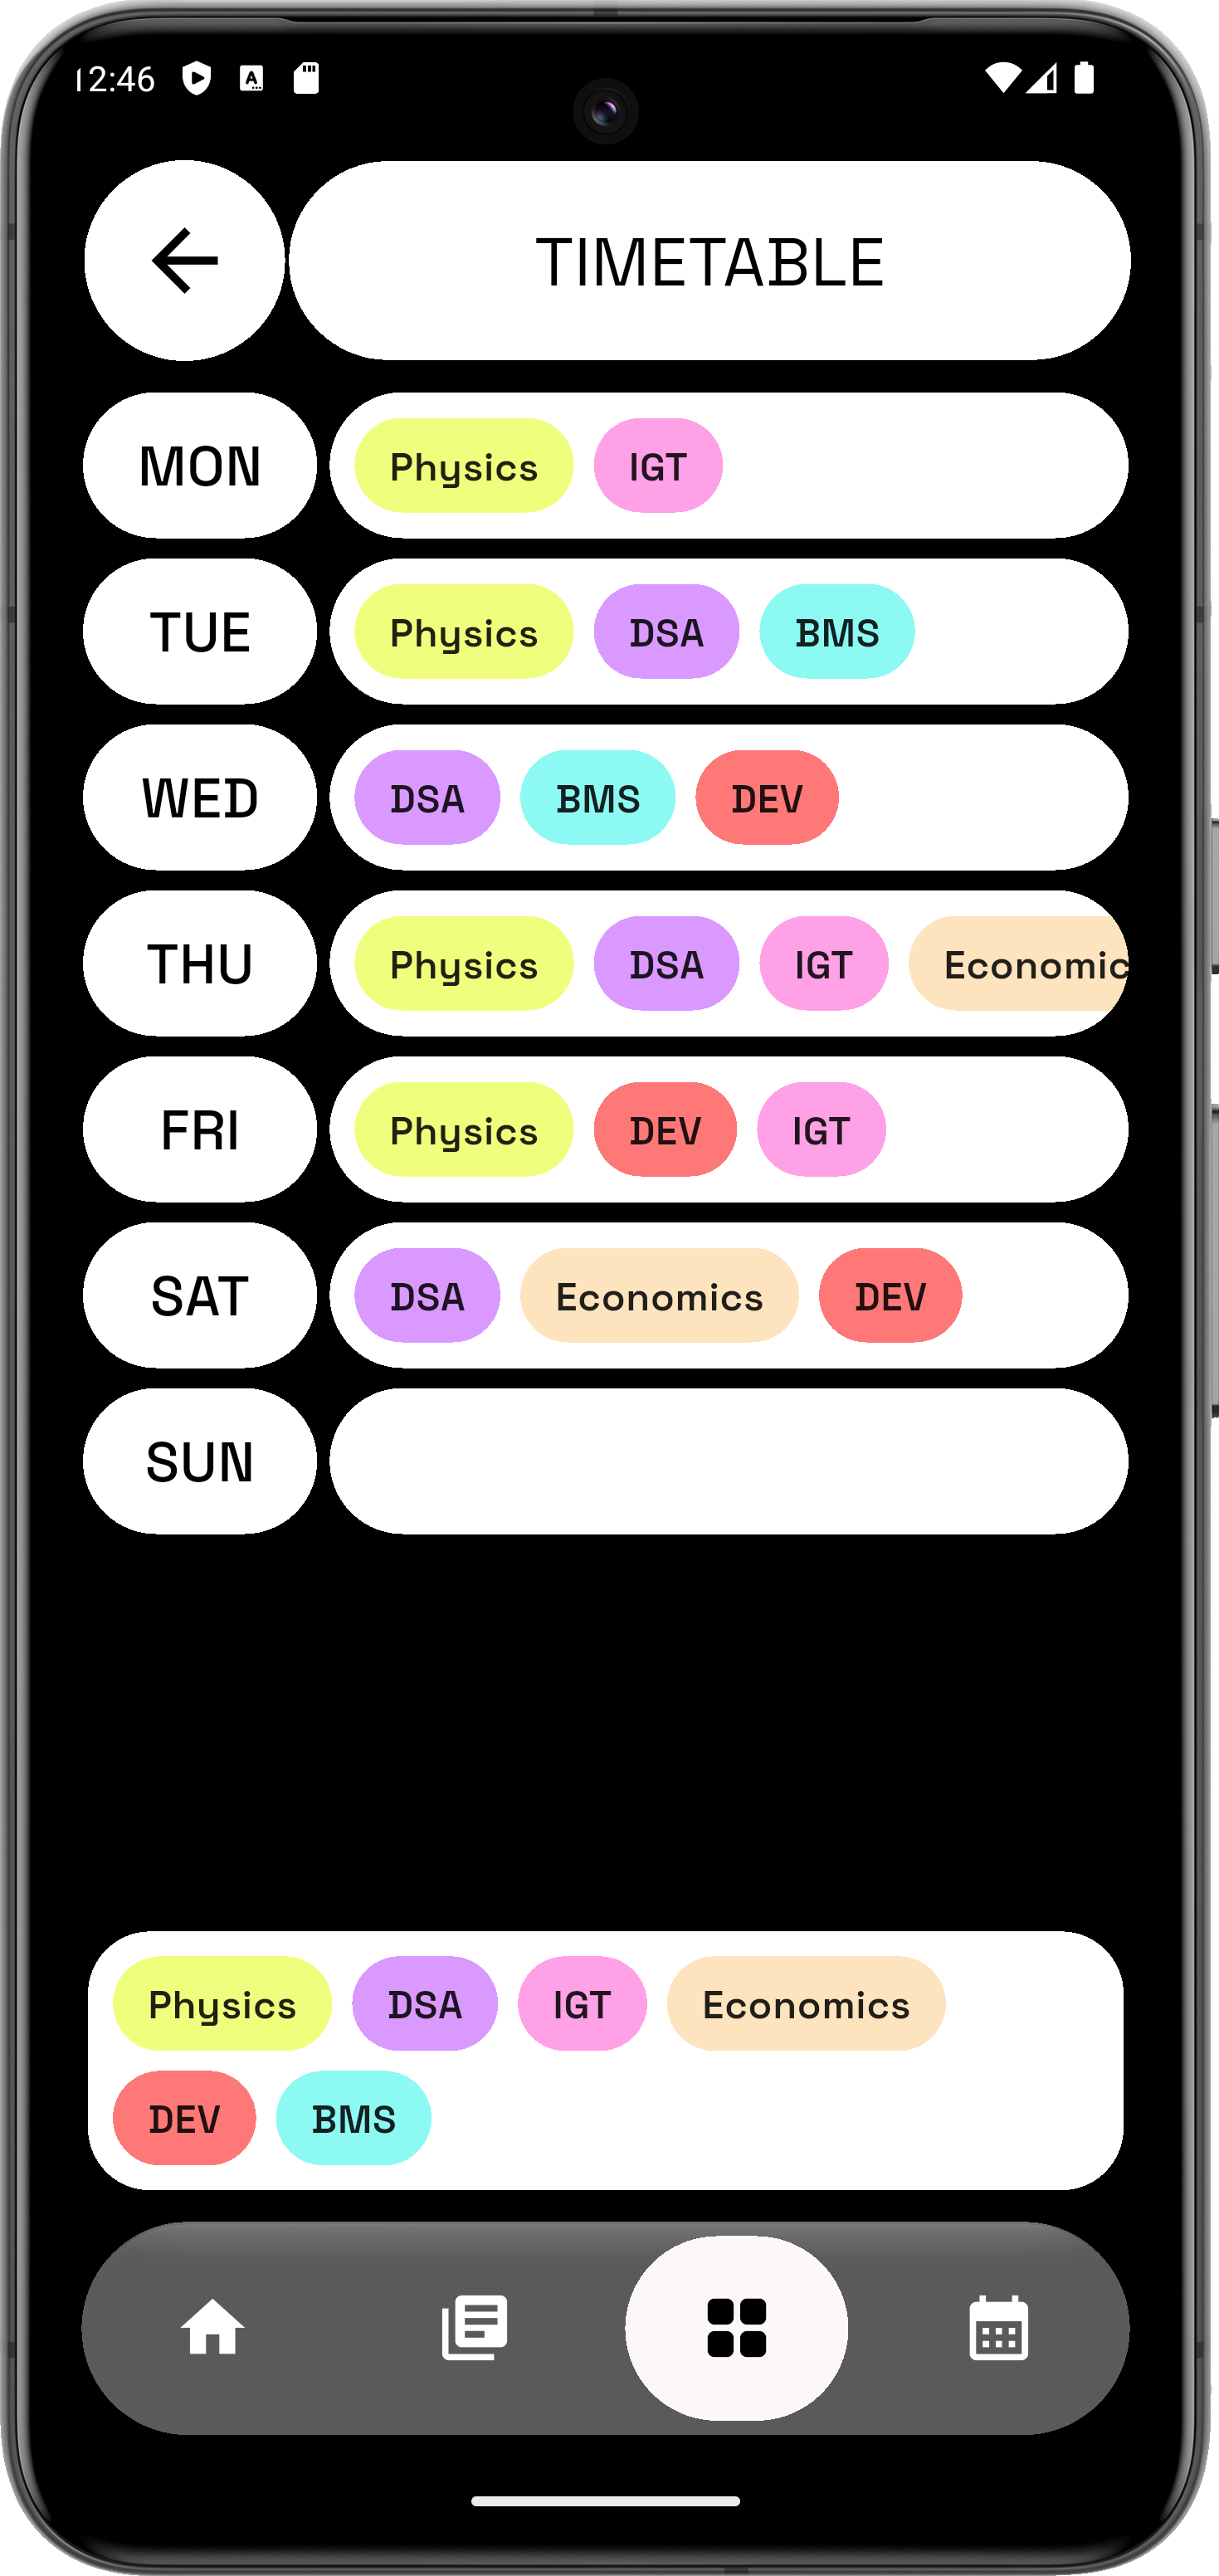 12:46
TIMETABLE
MON Physics IGT
TUE Physics DSA BMS
WED DSA BMS DEV
THU Physics DSA IGT Economic
FRI Physics DEV IGT
SAT DSA Economics DEV
SUN
Physics DSA IGT Economics
DEV BMS